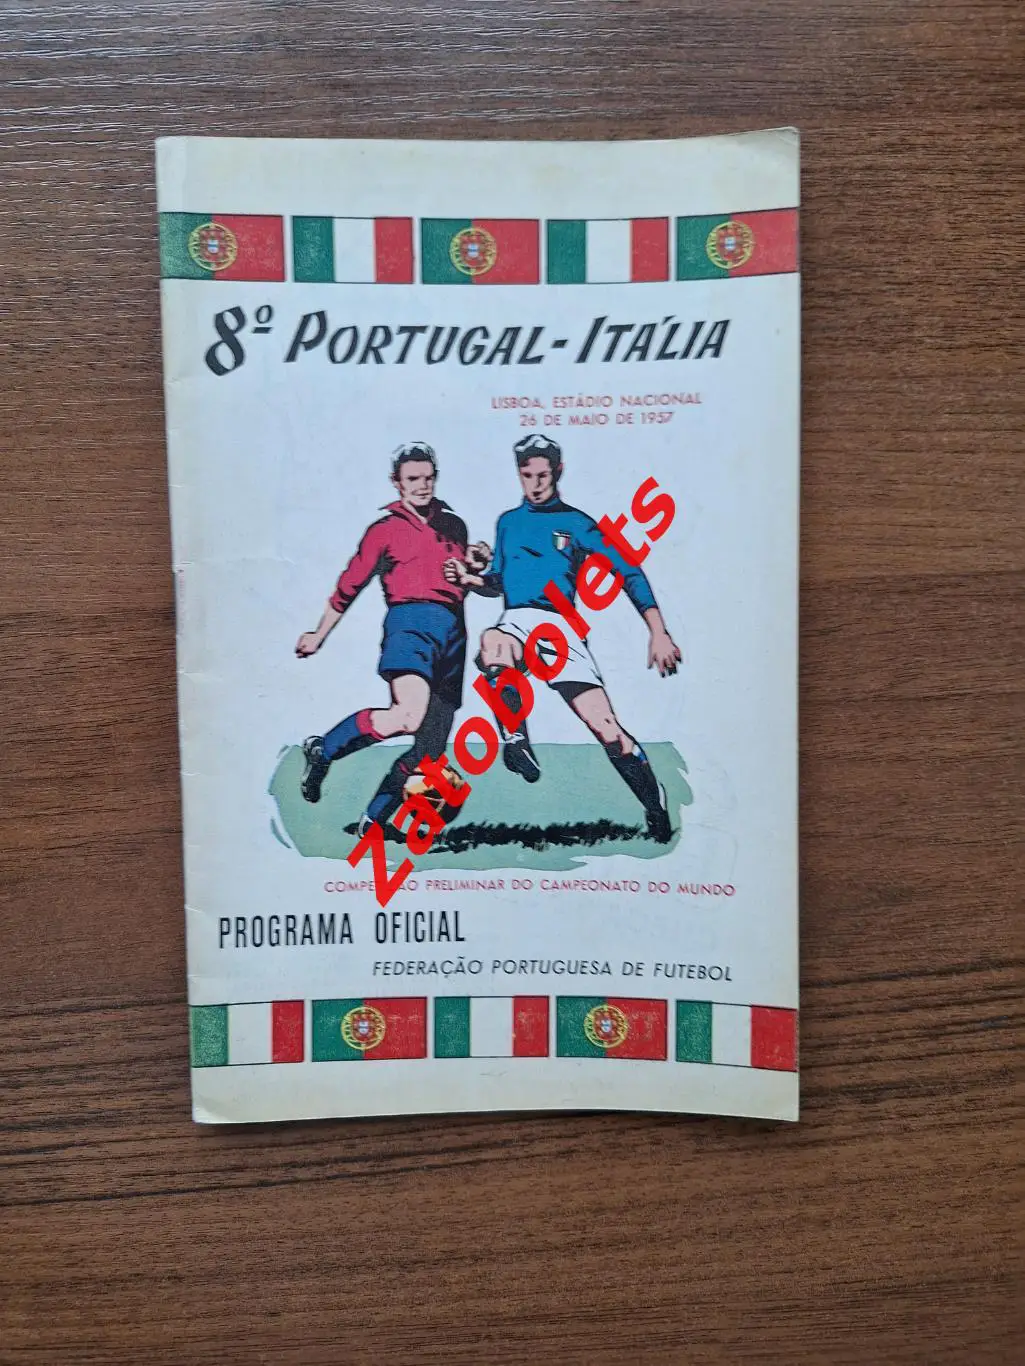 8º PORTUGAL-ITÁLIA
LISBOA, ESTÁDIO NACIONAL
26 DE MAIO DE 1957
Zatobolets
COMPETIÇÃO PRELIMINAR DO CAMPEONATO DO MUNDO
PROGRAMA OFICIAL
FEDERAÇÃO PORTUGUESA DE FUTEBOL